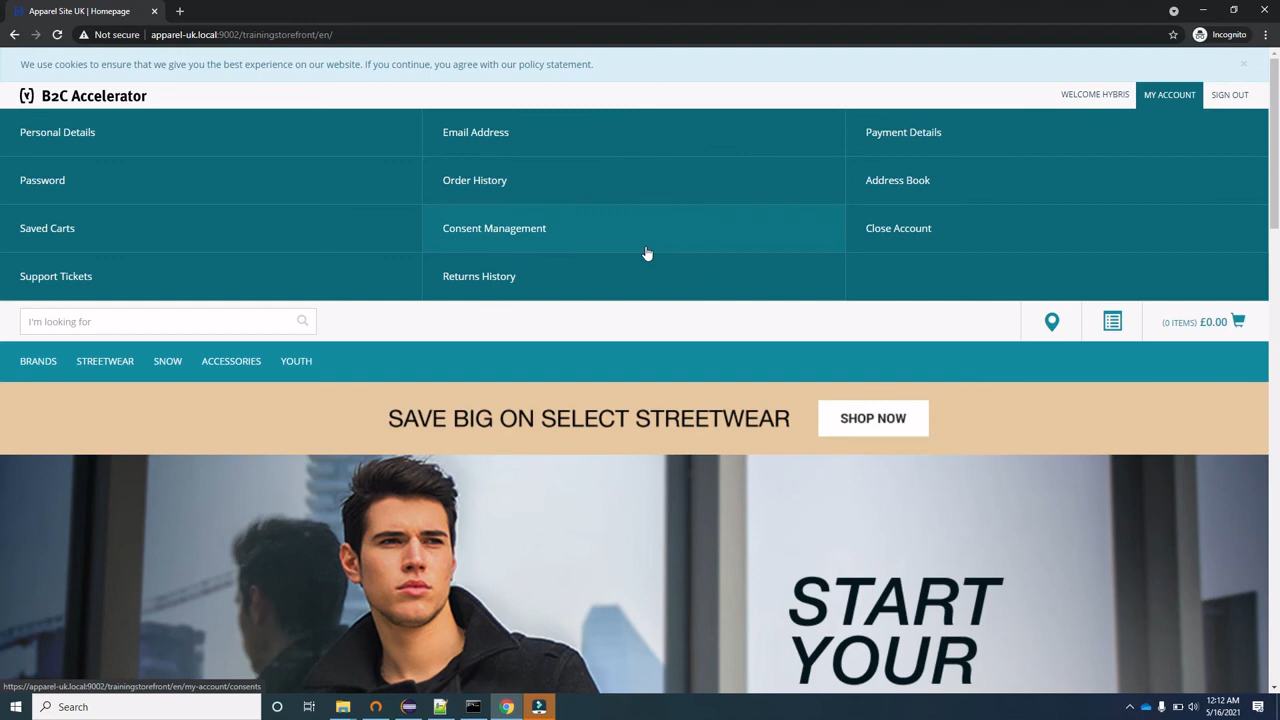 Apparel Site UK | Homepage
Not secure | apparel-uk.local:9002/trainingstorefront/en/
Incognito
We use cookies to ensure that we give you the best experience on our website. If you continue, you agree with our policy statement.
B2C Accelerator
WELCOME HYBRIS
MY ACCOUNT
SIGN OUT
Personal Details
Email Address
Payment Details
Password
Order History
Address Book
Saved Carts
Consent Management
Close Account
Support Tickets
Returns History
I'm looking for
(0 ITEMS) £0.00
BRANDS STREETWEAR SNOW ACCESSORIES YOUTH
SAVE BIG ON SELECT STREETWEAR
SHOP NOW
START
YOUR
https://apparel-uk.local:9002/trainingstorefront/en/my-account/consents
Search
12:12 AM
5/16/2021